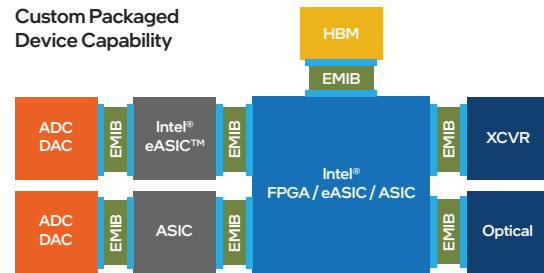 Custom Packaged
Device Capability
HBM
EMIB
ADC
DAC
EMIB
Intel®
eASIC™
EMIB
Intel®
FPGA / eASIC / ASIC
EMIB
XCVR
ADC
DAC
EMIB
ASIC
EMIB
EMIB
Optical